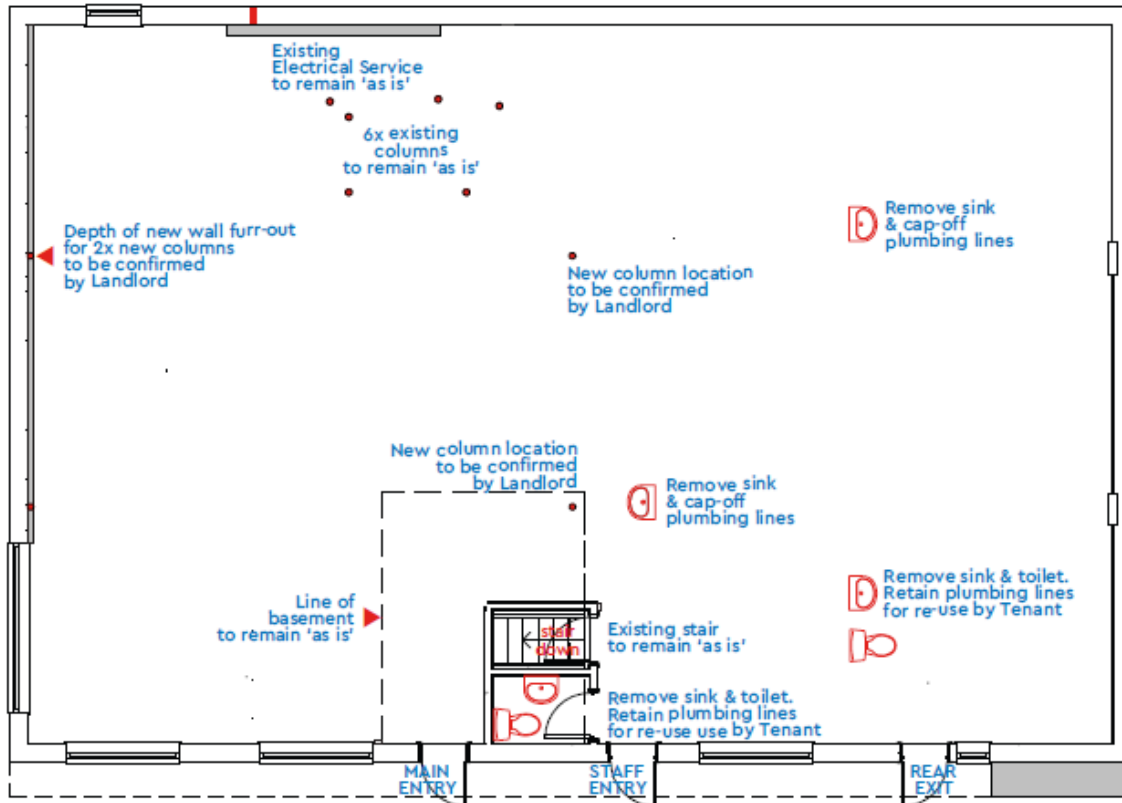 Existing
Electrical Service
to remain 'as is'
6x existing
columns
to remain 'as is'
Remove sink
& cap-off
plumbing lines
Depth of new wall furr-out
for 2x new columns
to be confirmed
by Landlord
New column location
to be confirmed
by Landlord
New column location
to be confirmed
by Landlord
Remove sink
& cap-off
plumbing lines
Remove sink & toilet.
Retain plumbing lines
for re-use by Tenant
Line of
basement
to remain 'as is'
stair
down
Existing stair
to remain 'as is'
Remove sink & toilet.
Retain plumbing lines
for re-use use by Tenant
MAIN
ENTRY
STAFF
ENTRY
REAR
EXIT